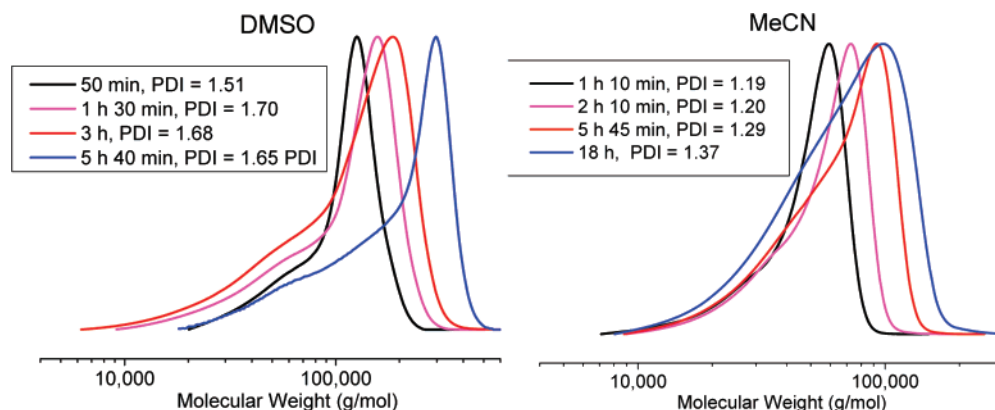 DMSO
50 min, PDI = 1.51
1 h 30 min, PDI = 1.70
3 h, PDI = 1.68
5 h 40 min, PDI = 1.65 PDI
10,000
100,000
Molecular Weight (g/mol)
MeCN
1 h 10 min, PDI = 1.19
2 h 10 min, PDI = 1.20
5 h 45 min, PDI = 1.29
18 h, PDI = 1.37
10,000
100,000
Molecular Weight (g/mol)